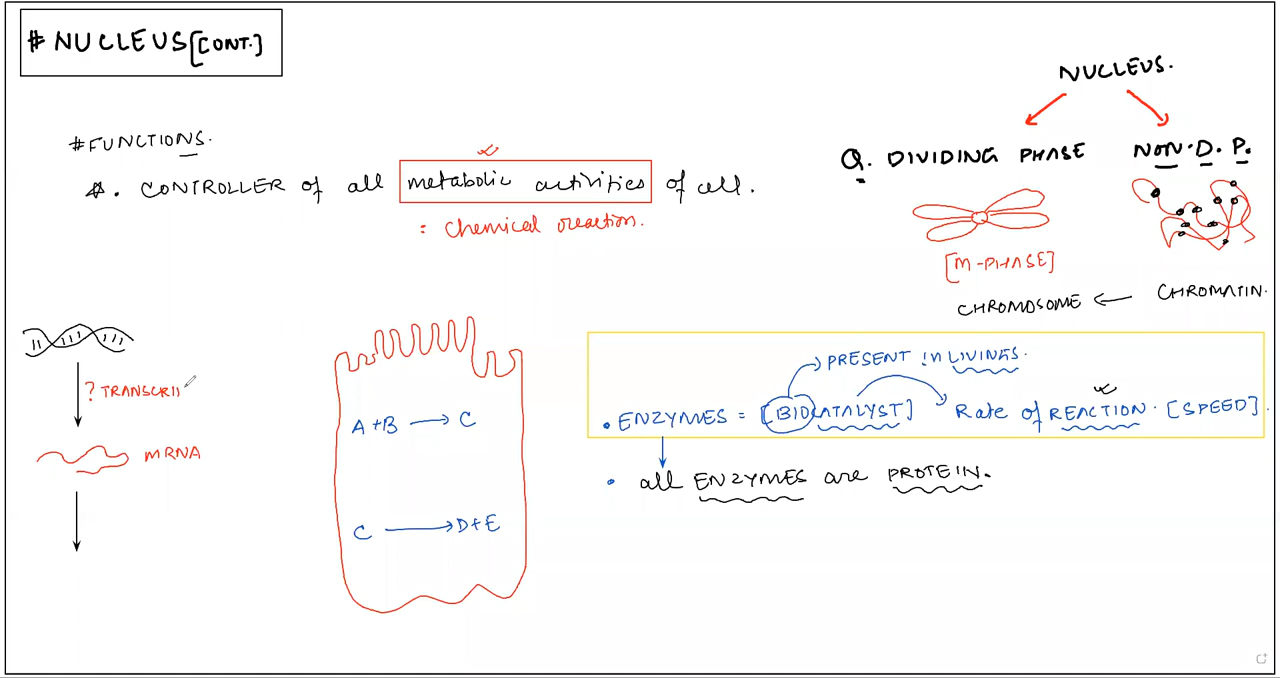 # NUCLEUS [CONT.]
NUCLEUS.
# FUNCTIONS.
Q. DIVIDING PHASE
NON. D. P.
CONTROLLER of all metabolic activities of cell.
= chemical reaction.
[M-PHASE]
CHROMOSOME ← CHROMATIN.
PRESENT in LIVINGS.
? TRANSCRI
• ENZYMES = [BIOCATALYST] Rate of REACTION. [SPEED].
A+B → C
MRNA
• all ENZYMES are PROTEIN.
C → D+E